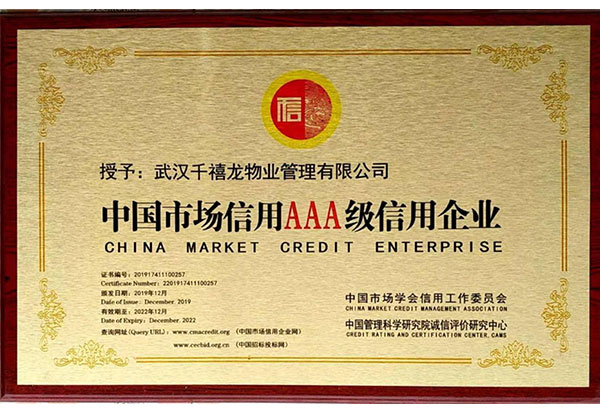 信
授予：武汉千禧龙物业管理有限公司
中国市场信用AAA级信用企业
CHINA MARKET CREDIT ENTERPRISE
证书编号：201917411100257
Certificate Number：2201917411100257
颁发日期：2019年12月
Date of Issue：December. 2019
有效期至：2022年12月
Date of Expiry：December. 2022
查询网址(Query URL)：www.cmacredit.org （中国市场信用企业网）
www.cecbid.org.cn （中国招标投标网）
中国市场学会信用工作委员会
CHINA MARKET CREDIT MANAGEMENT ASSOCIATION
中国管理科学研究院诚信评价研究中心
CREDIT RATING AND CERTIFICATION CENTER, CAMS